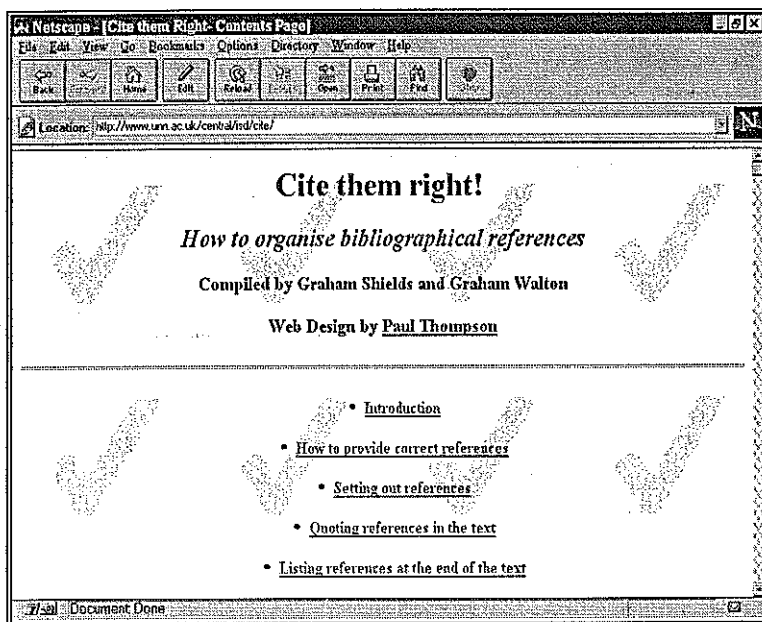 Netscape - [Cite them Right- Contents Page]
File Edit View Go Bookmarks Options Directory Window Help
Back Forward Home Edit Reload Open Print Find Stop
Location: http://www.unn.ac.uk/central/isd/cite/
N
Cite them right!
How to organise bibliographical references
Compiled by Graham Shields and Graham Walton
Web Design by Paul Thompson
• Introduction
• How to provide correct references
• Setting out references
• Quoting references in the text
• Listing references at the end of the text
Document Done